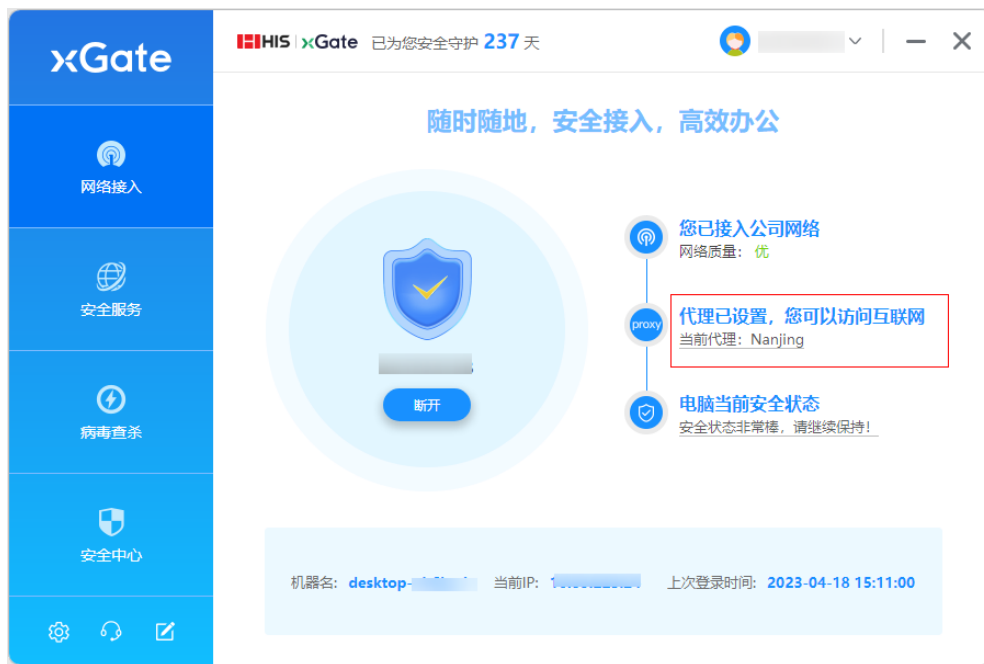 xGate
HIS xGate 已为您安全守护 237 天
网络接入
安全服务
病毒查杀
安全中心
随时随地，安全接入，高效办公
断开
您已接入公司网络
网络质量： 优
proxy
代理已设置，您可以访问互联网
当前代理：Nanjing
电脑当前安全状态
安全状态非常棒，请继续保持！
机器名: desktop- 当前IP: 上次登录时间: 2023-04-18 15:11:00